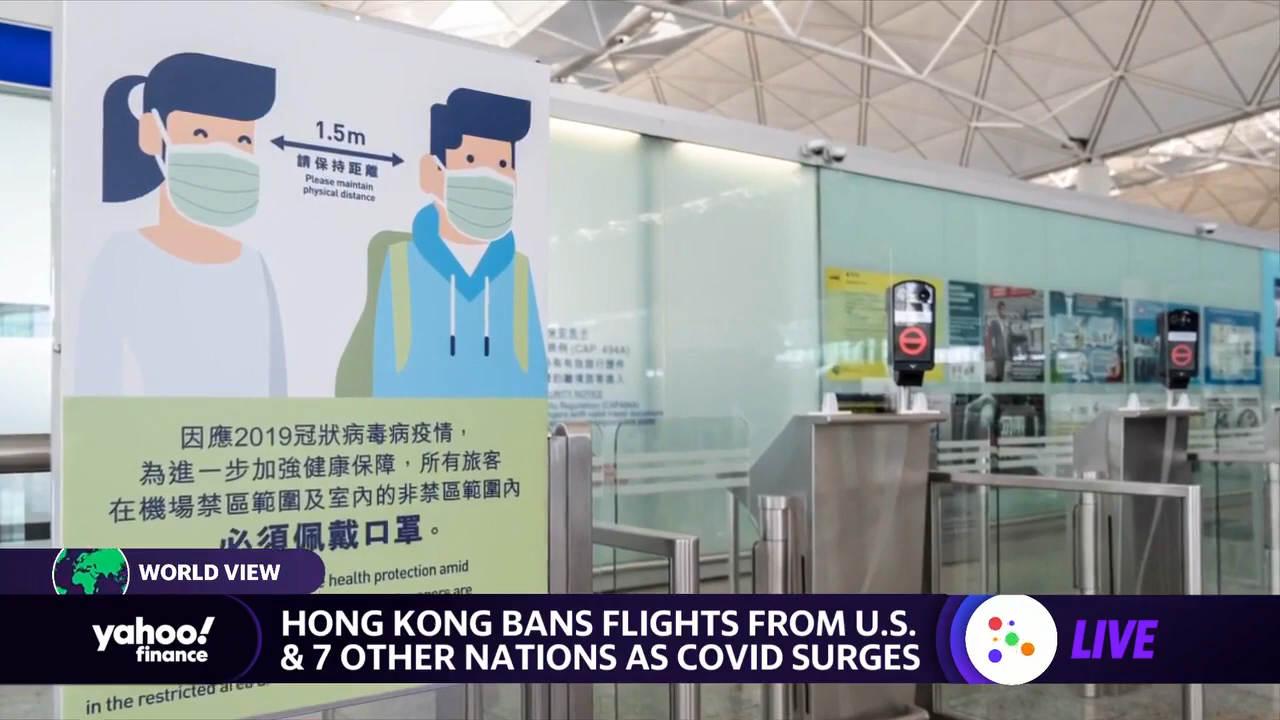 1.5m
請保持距離
Please maintain
physical distance
因應2019冠狀病毒病疫情，
為進一步加強健康保障，所有旅客
在機場禁區範圍及室內的非禁區範圍內
必須佩戴口罩。
health protection amid
are
in the restricted area
(CAP. 494A)
WORLD VIEW
yahoo!
finance
HONG KONG BANS FLIGHTS FROM U.S.
& 7 OTHER NATIONS AS COVID SURGES
LIVE